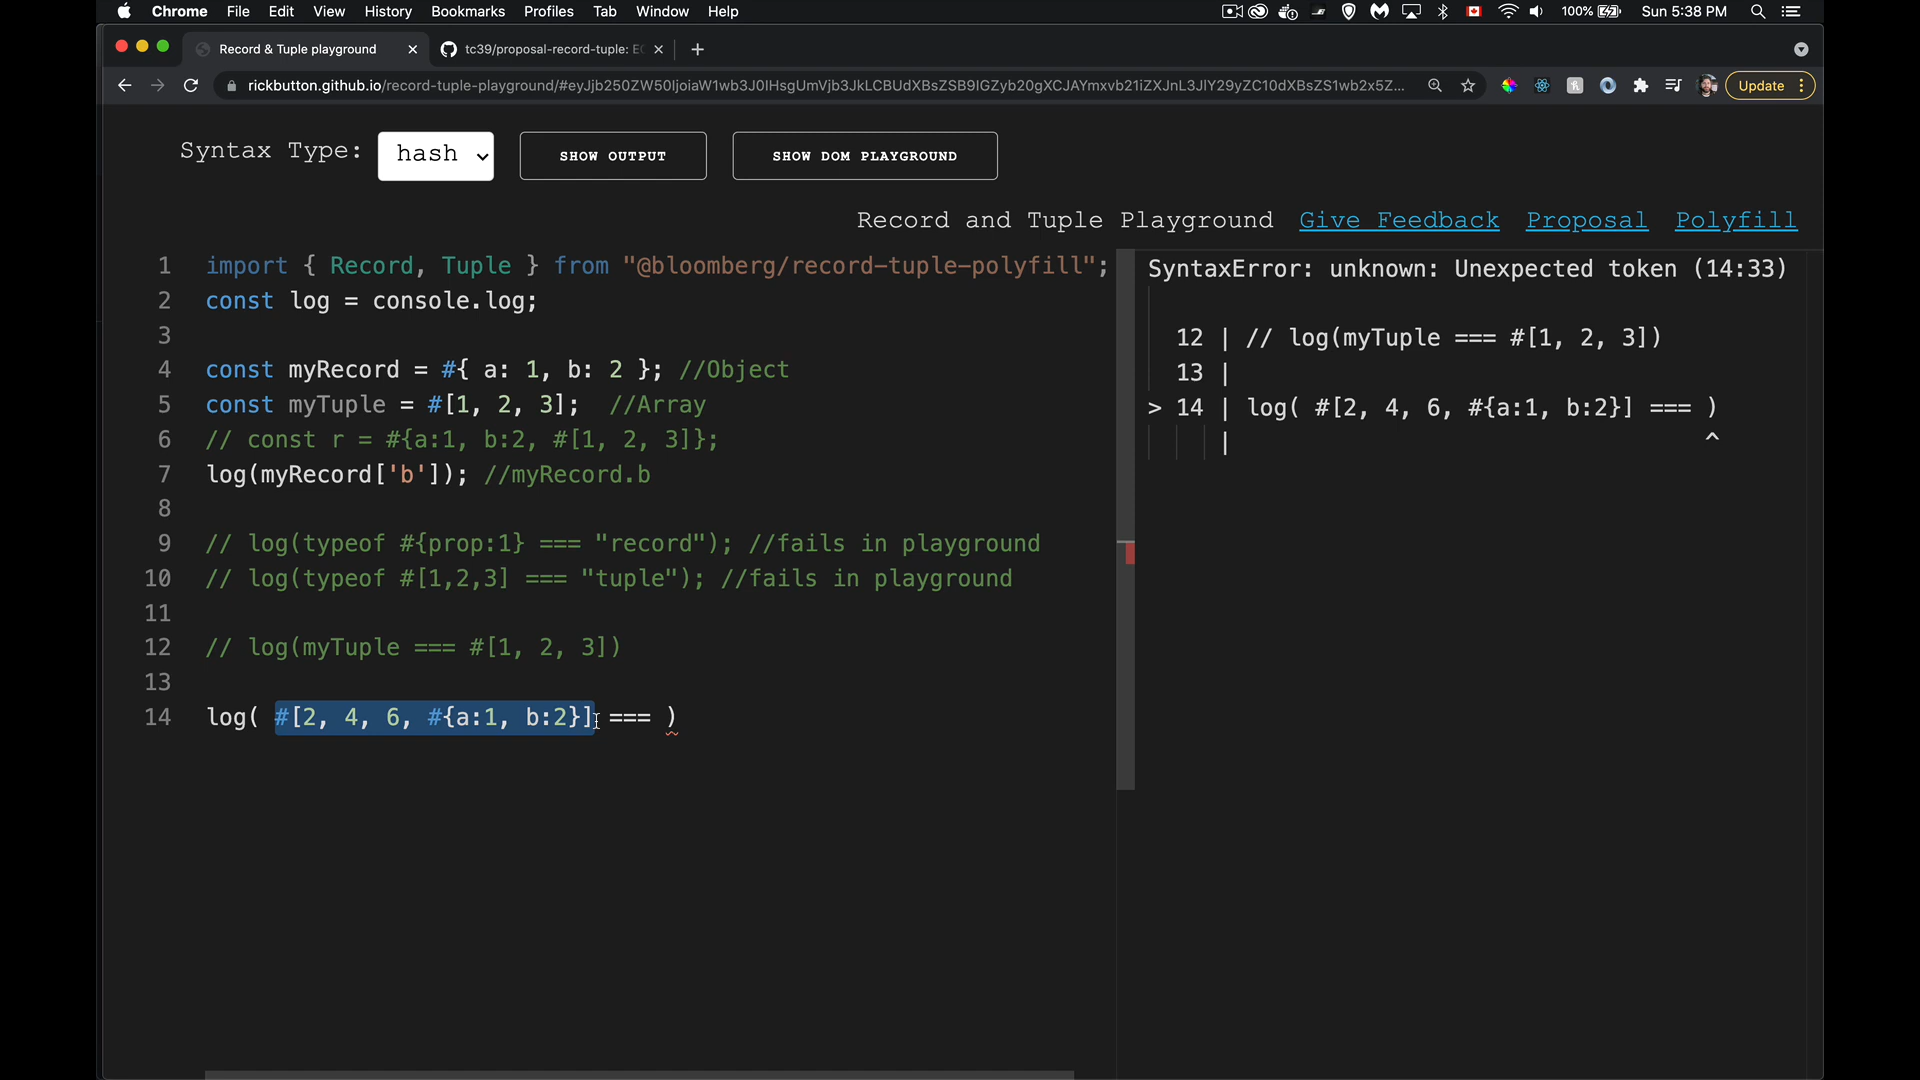 Chrome File Edit View History Bookmarks Profiles Tab Window Help 100% Sun 5:38 PM
Record & Tuple playground tc39/proposal-record-tuple: EC
rickbutton.github.io/record-tuple-playground/#eyJjb250ZW50IjoiaW1wb3J0IHsgUmVjb3JkLCBUdXBsZSB9IGZyb20gXCJAYmxvb21iZXJnL3JlY29yZC10dXBsZS1wb2x5Z... Update
Syntax Type: hash SHOW OUTPUT SHOW DOM PLAYGROUND
Record and Tuple Playground Give Feedback Proposal Polyfill
1 import { Record, Tuple } from "@bloomberg/record-tuple-polyfill";
2 const log = console.log;
3
4 const myRecord = #{ a: 1, b: 2 }; //Object
5 const myTuple = #[1, 2, 3]; //Array
6 // const r = #{a:1, b:2, #[1, 2, 3]};
7 log(myRecord['b']); //myRecord.b
8
9 // log(typeof #{prop:1} === "record"); //fails in playground
10 // log(typeof #[1,2,3] === "tuple"); //fails in playground
11
12 // log(myTuple === #[1, 2, 3])
13
14 log( #[2, 4, 6, #{a:1, b:2}] === )
SyntaxError: unknown: Unexpected token (14:33)
12 | // log(myTuple === #[1, 2, 3])
13 |
> 14 | log( #[2, 4, 6, #{a:1, b:2}] === )
| ^